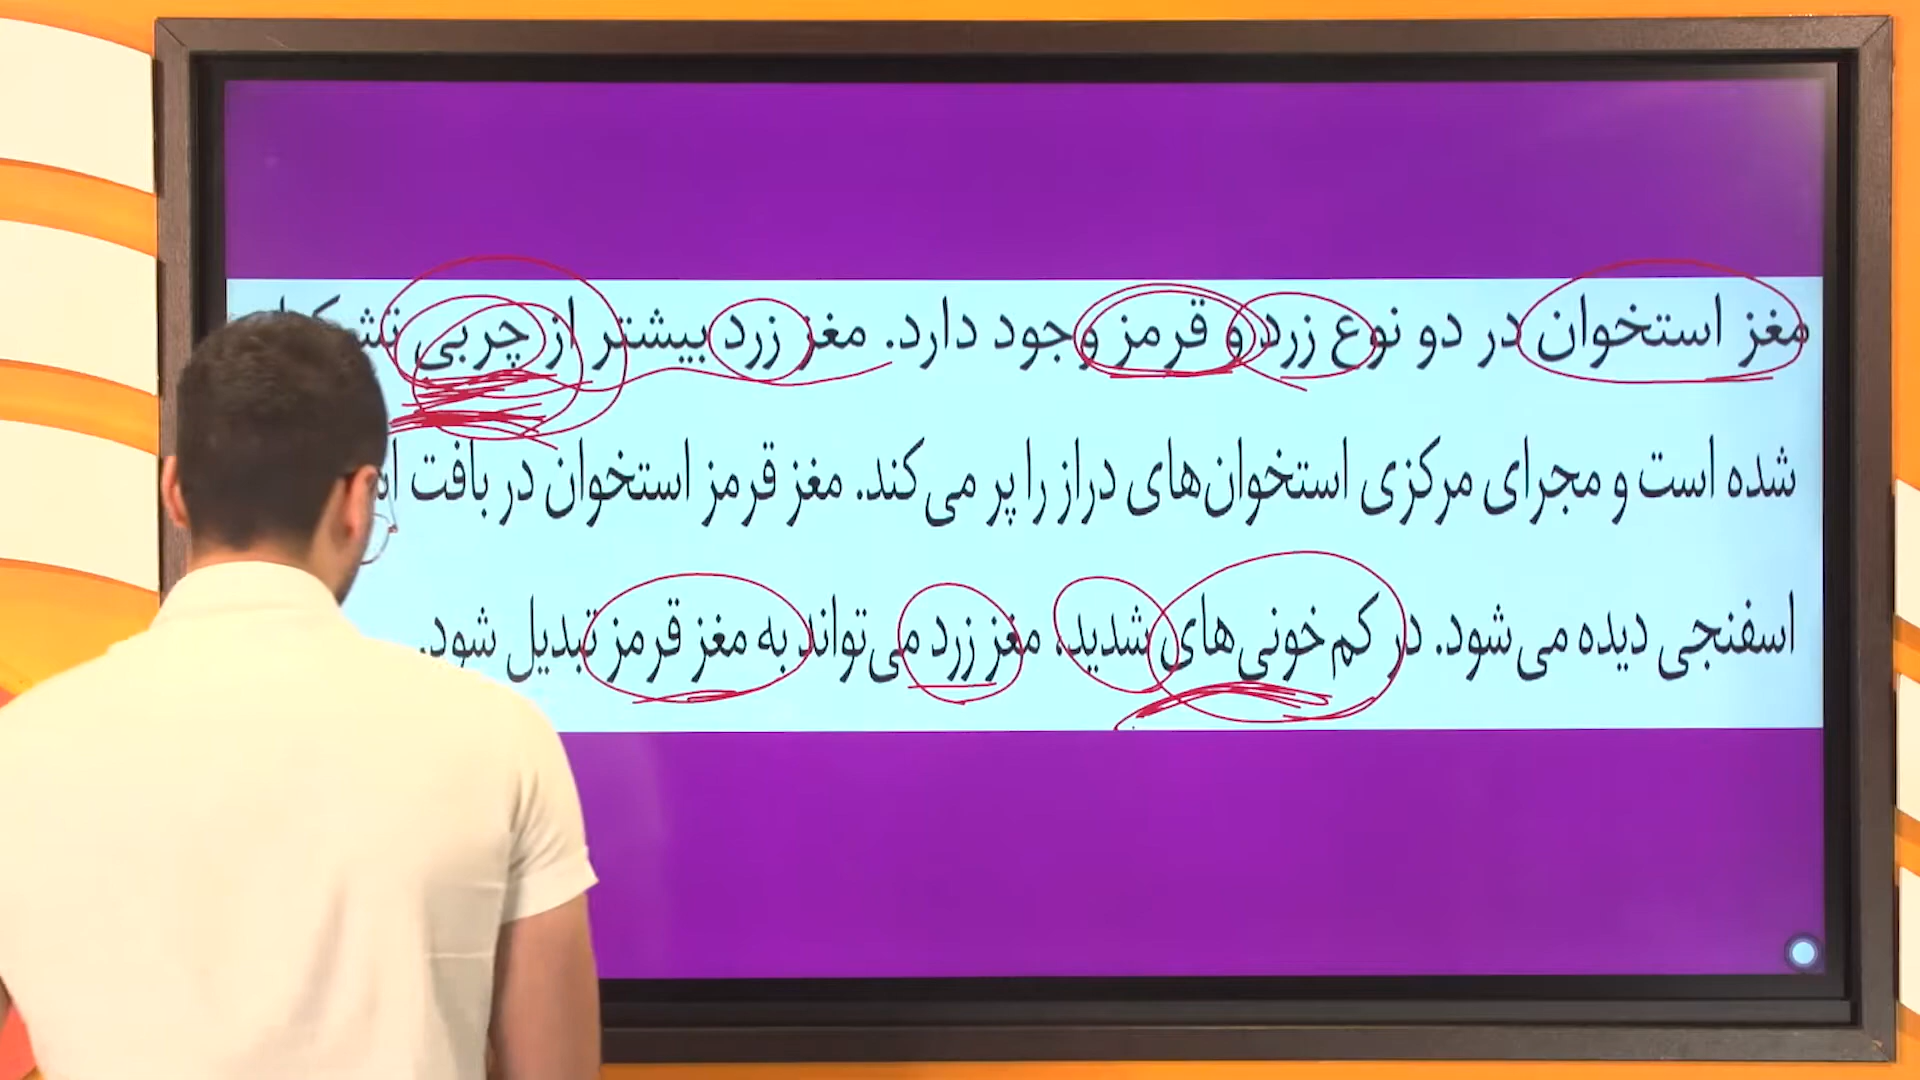 مغز استخوان در دو نوع زرد و قرمز وجود دارد. مغز زرد بیشتر از چربی
شده است و مجرای مرکزی استخوان‌های دراز را پر می‌کند. مغز قرمز استخوان در بافت
اسفنجی دیده می‌شود. در کم‌خونی‌های شدید، مغز زرد می‌تواند به مغز قرمز تبدیل شود.